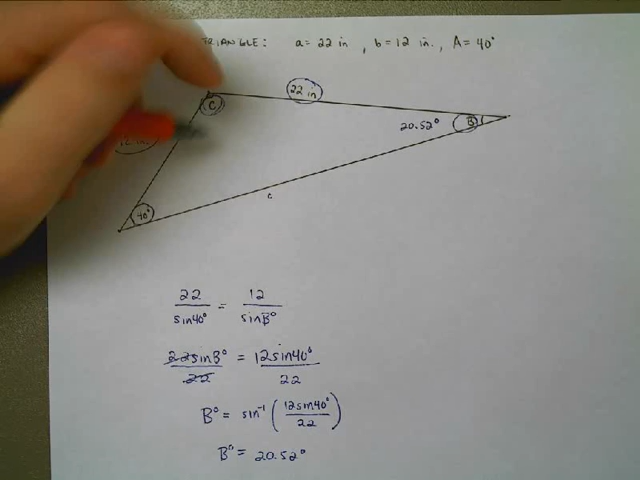 TRIANGLE: a = 22 in , b = 12 in. , A = 40°
22 in
C
20.52° B
40°
c
22/sin40° = 12/sinB°
22sinB°/22 = 12sin40°/22
B° = sin⁻¹(12sin40°/22)
B° = 20.52°